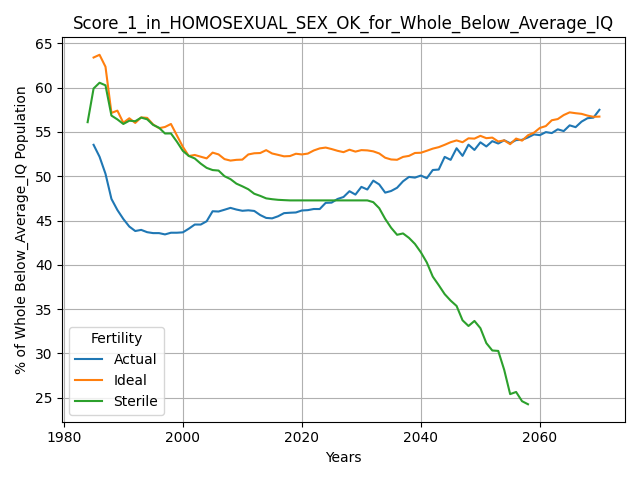 Score_1_in_HOMOSEXUAL_SEX_OK_for_Whole_Below_Average_IQ
% of Whole Below_Average_IQ Population
65
60
55
50
45
40
35
30
25
Fertility
Actual
Ideal
Sterile
1980 2000 2020 2040 2060
Years